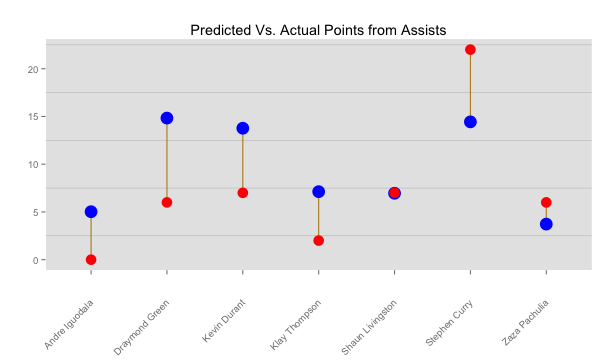 Predicted Vs. Actual Points from Assists
20
15
10
5
0
Andre Iguodala
Draymond Green
Kevin Durant
Klay Thompson
Shaun Livingston
Stephen Curry
Zaza Pachulia